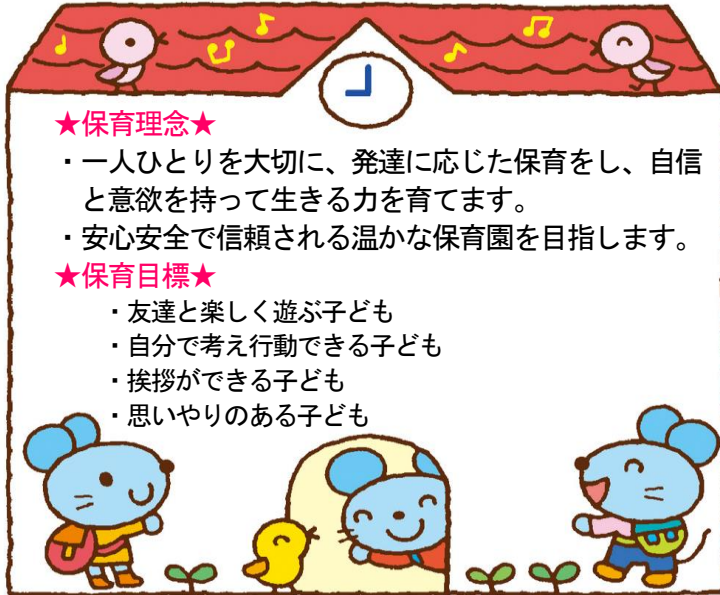 ★保育理念★
・一人ひとりを大切に、発達に応じた保育をし、自信
と意欲を持って生きる力を育てます。
・安心安全で信頼される温かな保育園を目指します。
★保育目標★
・友達と楽しく遊ぶ子ども
・自分で考え行動できる子ども
・挨拶ができる子ども
・思いやりのある子ども